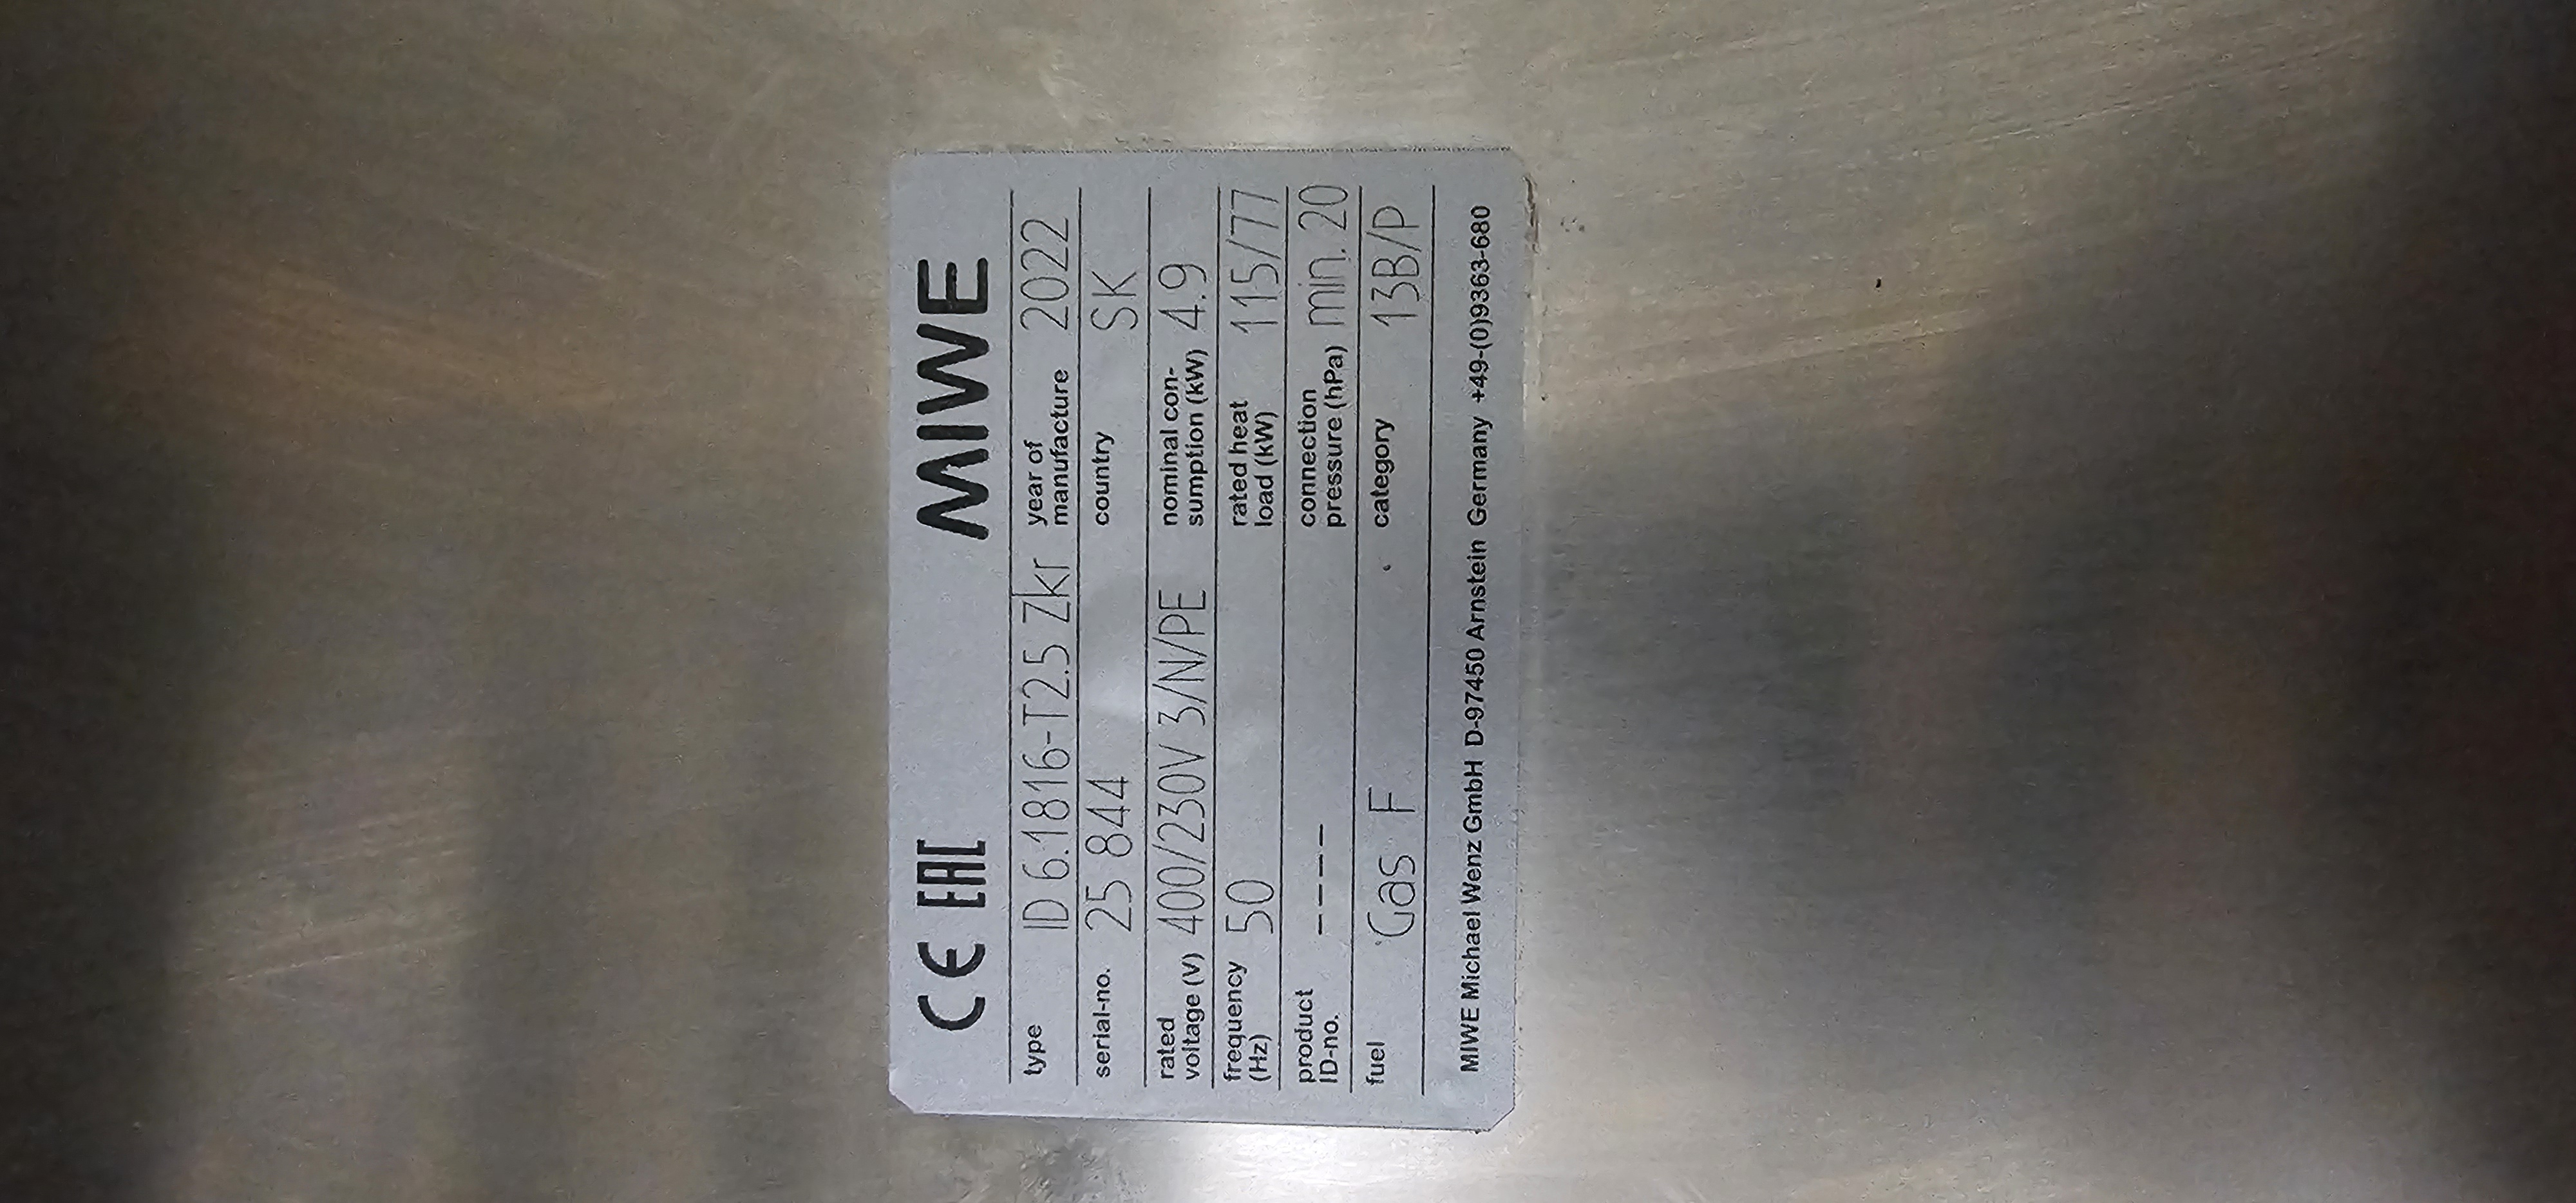 CE EAC MIWE
type ID 6.1816-T2.5 Zkr year of manufacture 2022
serial-no. 25 844 country SK
rated voltage (V) 400/230V 3/N/PE nominal con-sumption (kW) 4.9
frequency (Hz) 50 rated heat load (kW) 115/77
product ID-no. ---- connection pressure (hPa) min. 20
fuel Gas F category 13B/P
MIWE Michael Wenz GmbH D-97450 Arnstein Germany +49-(0)9363-680